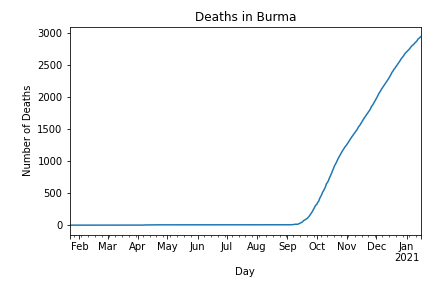 Deaths in Burma
3000
2500
2000
1500
1000
500
0
Number of Deaths
Feb Mar Apr May Jun Jul Aug Sep Oct Nov Dec Jan
2021
Day